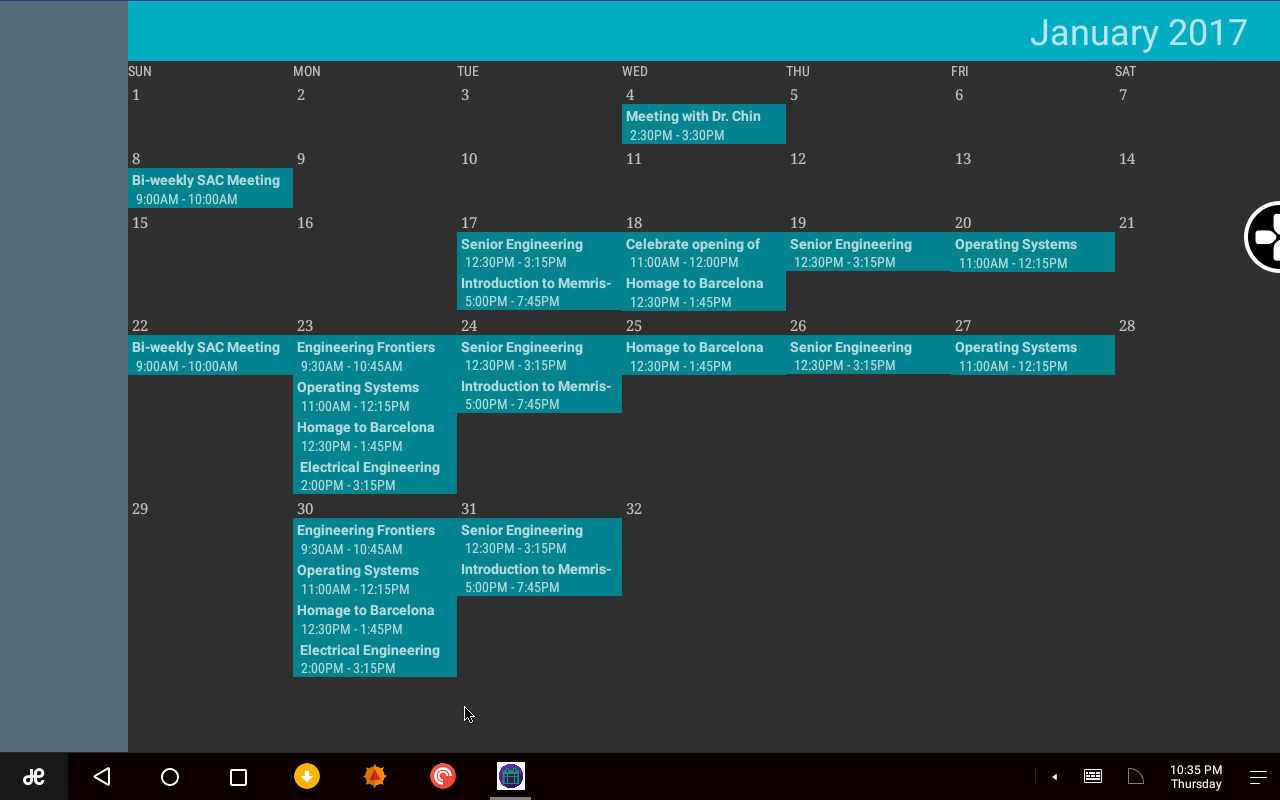 January 2017
SUN MON TUE WED THU FRI SAT
1 2 3 4 5 6 7
Meeting with Dr. Chin
2:30PM - 3:30PM
8 9 10 11 12 13 14
Bi-weekly SAC Meeting
9:00AM - 10:00AM
15 16 17 18 19 20 21
Senior Engineering Celebrate opening of Senior Engineering Operating Systems
12:30PM - 3:15PM 11:00AM - 12:00PM 12:30PM - 3:15PM 11:00AM - 12:15PM
Introduction to Memris- Homage to Barcelona
5:00PM - 7:45PM 12:30PM - 1:45PM
22 23 24 25 26 27 28
Bi-weekly SAC Meeting Engineering Frontiers Senior Engineering Homage to Barcelona Senior Engineering Operating Systems
9:00AM - 10:00AM 9:30AM - 10:45AM 12:30PM - 3:15PM 12:30PM - 1:45PM 12:30PM - 3:15PM 11:00AM - 12:15PM
Operating Systems Introduction to Memris-
11:00AM - 12:15PM 5:00PM - 7:45PM
Homage to Barcelona
12:30PM - 1:45PM
Electrical Engineering
2:00PM - 3:15PM
29 30 31 32
Engineering Frontiers Senior Engineering
9:30AM - 10:45AM 12:30PM - 3:15PM
Operating Systems Introduction to Memris-
11:00AM - 12:15PM 5:00PM - 7:45PM
Homage to Barcelona
12:30PM - 1:45PM
Electrical Engineering
2:00PM - 3:15PM
10:35 PM
Thursday